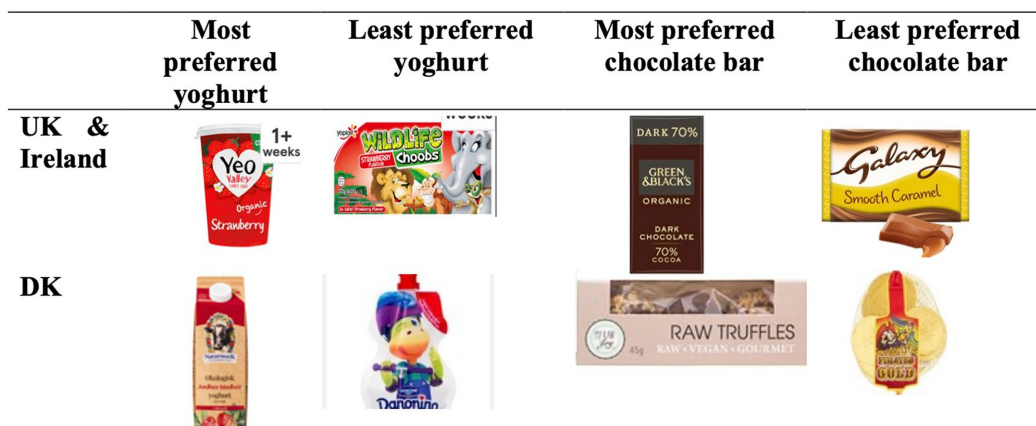 Most
preferred
yoghurt
Least preferred
yoghurt
Most preferred
chocolate bar
Least preferred
chocolate bar
UK &
Ireland
Yeo
Valley
Organic
Strawberry
1+
weeks
Yoplait
WiLDLiFe
Choobs
STRAWBERRY
FLAVOUR
weeks
DARK 70%
GREEN
&BLACK'S
ORGANIC
DARK
CHOCOLATE
70%
COCOA
Galaxy
Smooth Caramel
DK
Økologisk
yoghurt
Danonino
RAW TRUFFLES
RAW • VEGAN • GOURMET
45g
PIRATES
GOLD